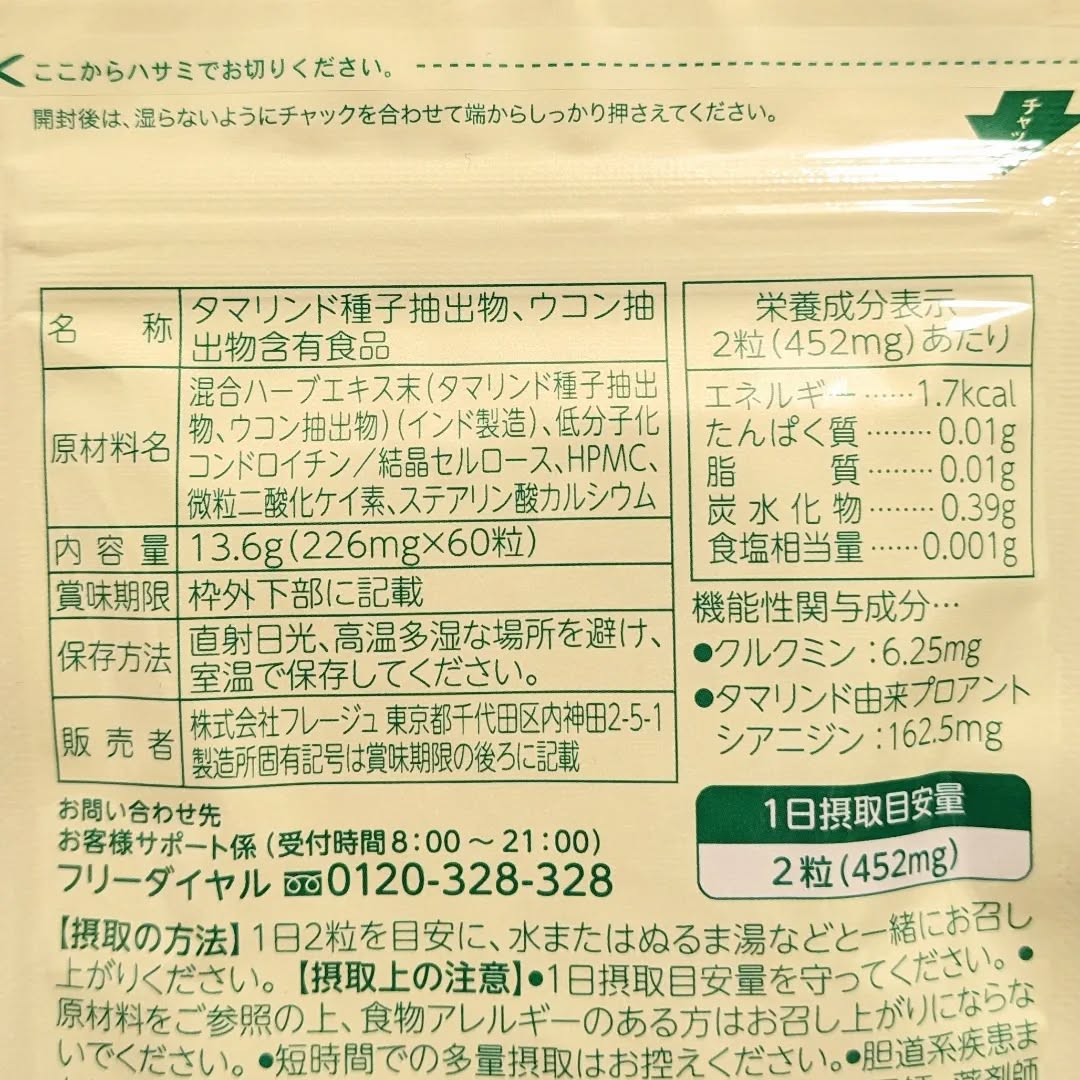 ここからハサミでお切りください。
開封後は、湿らないようにチャックを合わせて端からしっかり押さえてください。
チャッ
名称 タマリンド種子抽出物、ウコン抽
出物含有食品
原材料名 混合ハーブエキス末(タマリンド種子抽出
物、ウコン抽出物)(インド製造)、低分子化
コンドロイチン/結晶セルロース、HPMC、
微粒二酸化ケイ素、ステアリン酸カルシウム
内容量 13.6g(226mg×60粒)
賞味期限 枠外下部に記載
保存方法 直射日光、高温多湿な場所を避け、
室温で保存してください。
販売者 株式会社フレージュ 東京都千代田区内神田2-5-1
製造所固有記号は賞味期限の後ろに記載
栄養成分表示
2粒(452mg)あたり
エネルギー……1.7kcal
たんぱく質……0.01g
脂質……0.01g
炭水化物……0.39g
食塩相当量……0.001g
機能性関与成分…
●クルクミン:6.25mg
●タマリンド由来プロアント
シアニジン:162.5mg
1日摂取目安量
2粒(452mg)
お問い合わせ先
お客様サポート係(受付時間8:00~21:00)
フリーダイヤル 0120-328-328
【摂取の方法】1日2粒を目安に、水またはぬるま湯などと一緒にお召し
上がりください。【摂取上の注意】●1日摂取目安量を守ってください。●
原材料をご参照の上、食物アレルギーのある方はお召し上がりにならな
いでください。●短時間での多量摂取はお控えください。●胆道系疾患ま
薬剤師